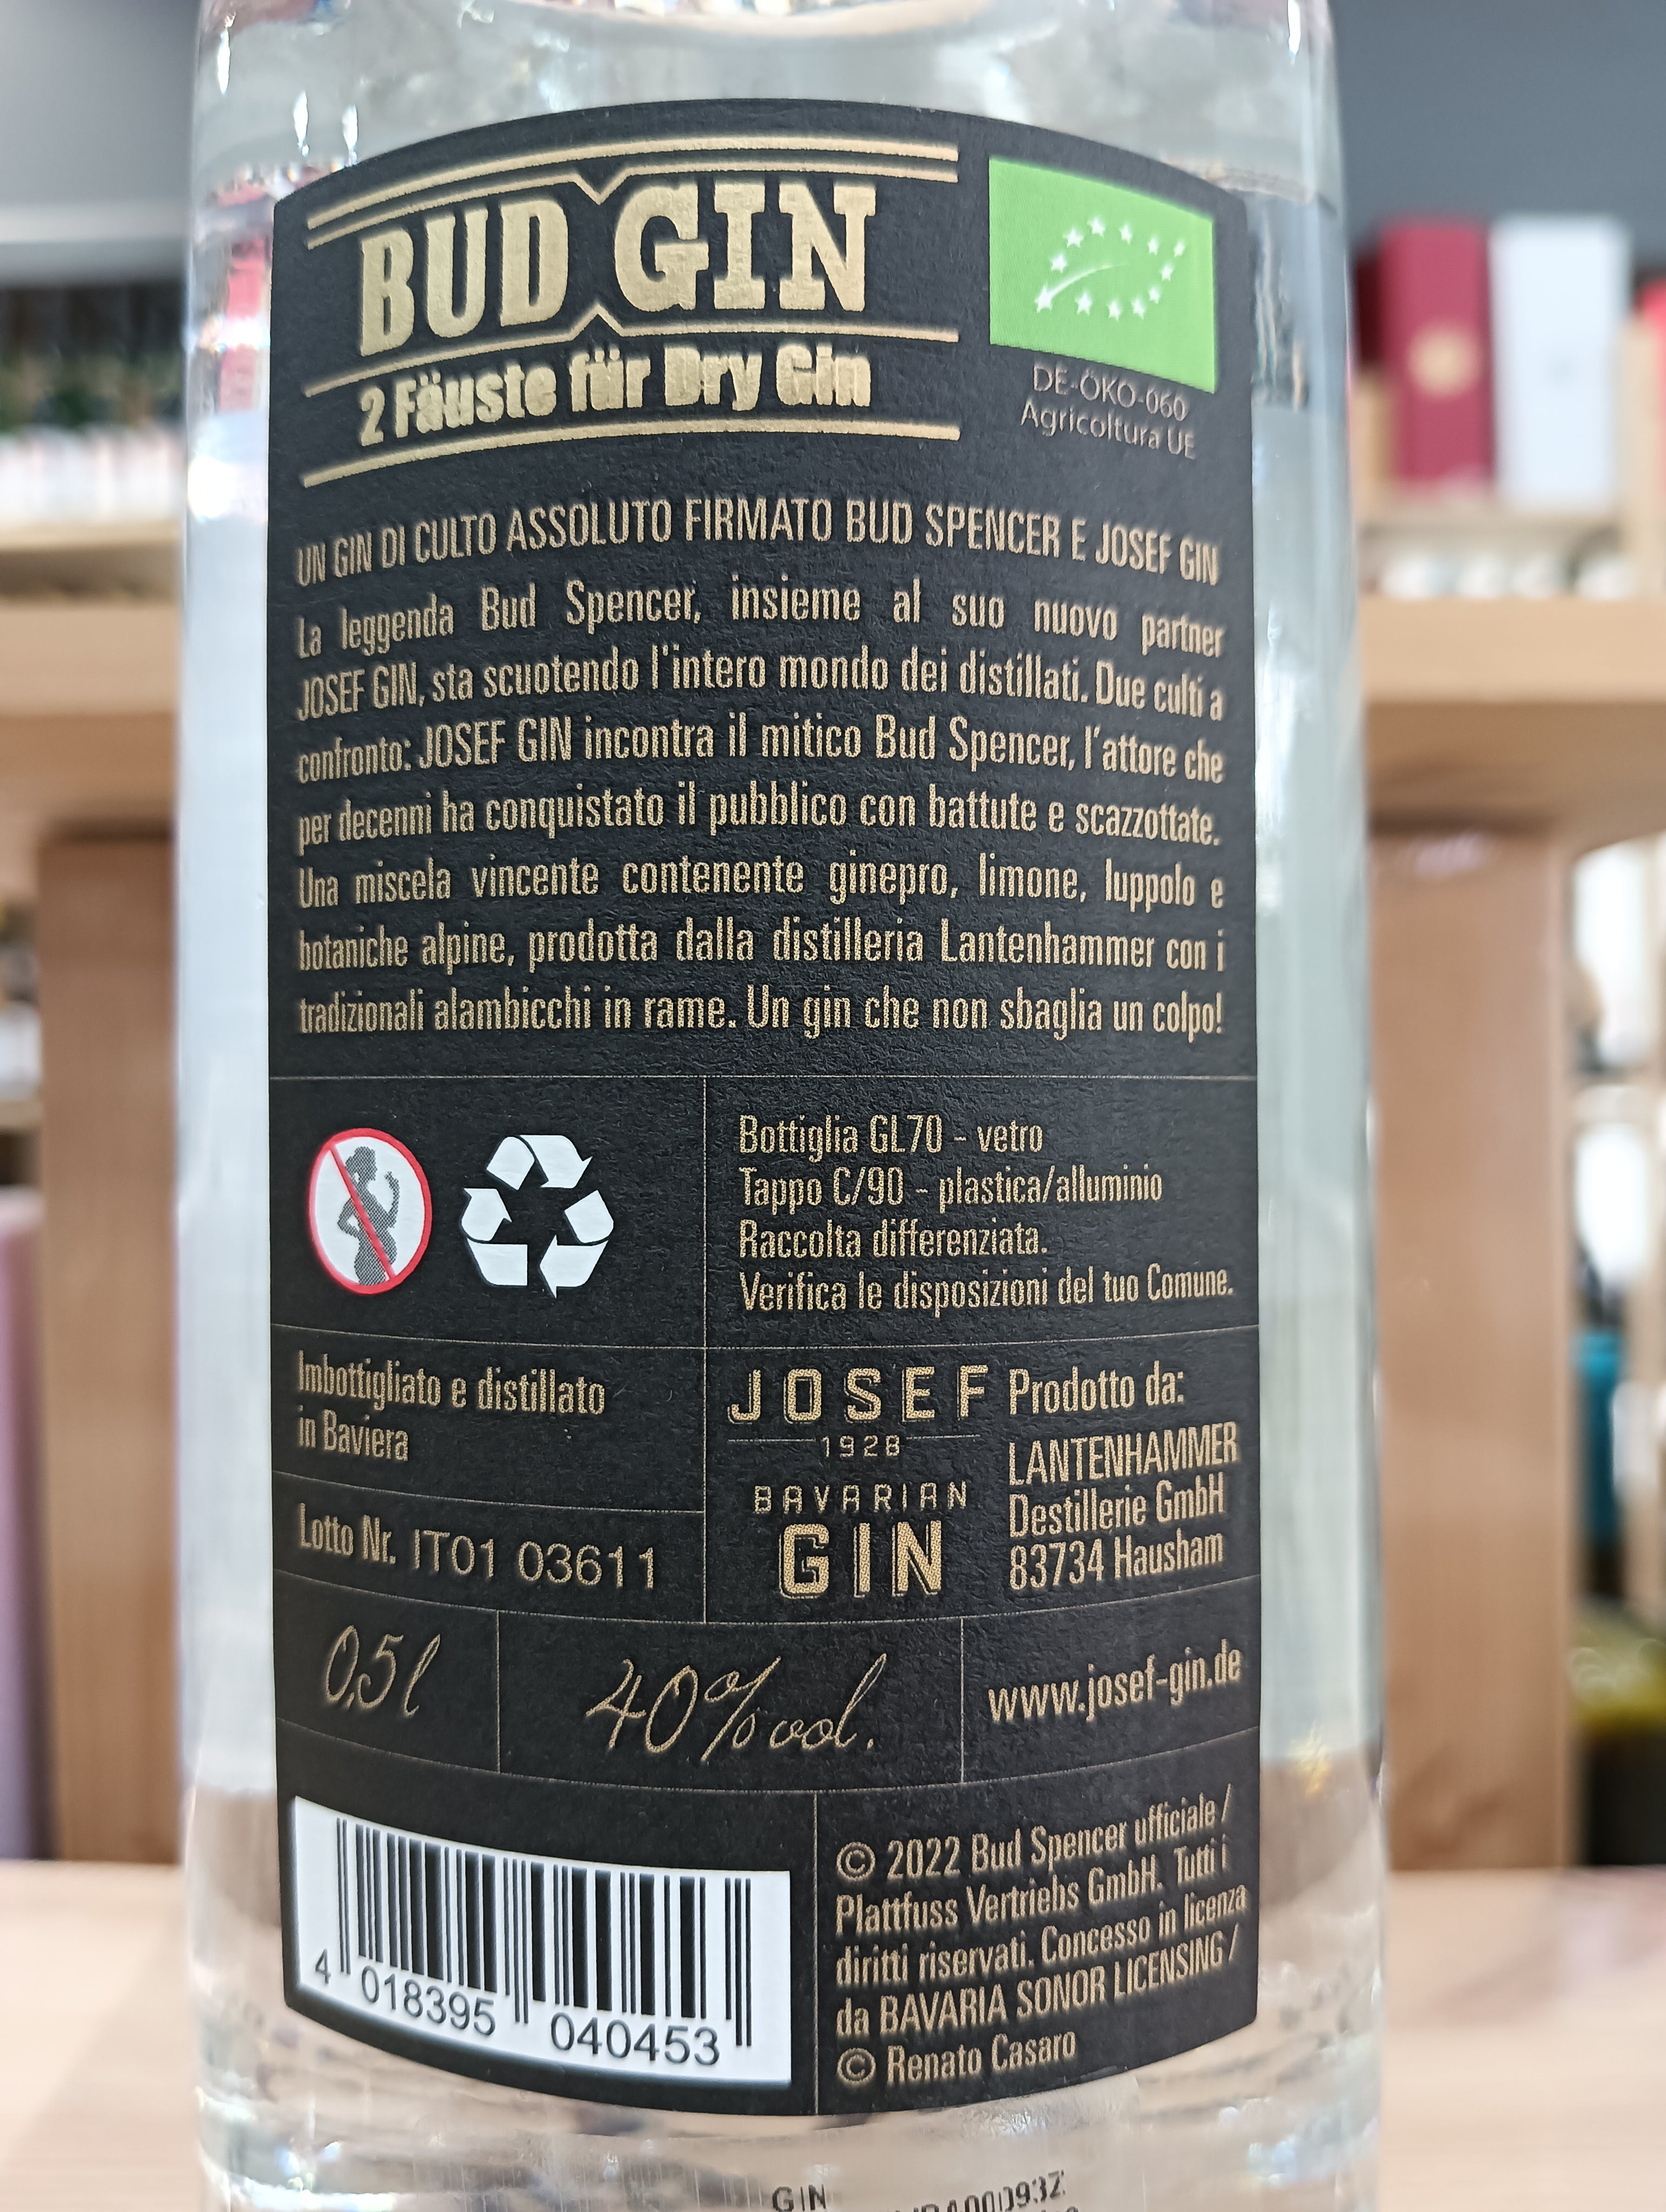 BUD GIN
2 Fäuste für Dry Gin
DE-ÖKO-060
Agricoltura UE
UN GIN DI CULTO ASSOLUTO FIRMATO BUD SPENCER E JOSEF GIN
La leggenda Bud Spencer, insieme al suo nuovo partner
JOSEF GIN, sta scuotendo l'intero mondo dei distillati. Due culti a
confronto: JOSEF GIN incontra il mitico Bud Spencer, l'attore che
per decenni ha conquistato il pubblico con battute e scazzottate.
Una miscela vincente contenente ginepro, limone, luppolo e
botaniche alpine, prodotta dalla distilleria Lantenhammer con i
tradizionali alambicchi in rame. Un gin che non sbaglia un colpo!
Bottiglia GL70 - vetro
Tappo C/90 - plastica/alluminio
Raccolta differenziata.
Verifica le disposizioni del tuo Comune.
Imbottigliato e distillato
in Baviera
Lotto Nr. IT01 03611
JOSEF
1928
BAVARIAN
GIN
Prodotto da:
LANTENHAMMER
Destillerie GmbH
83734 Hausham
0,5 l
40% vol.
www.josef-gin.de
4 018395 040453
© 2022 Bud Spencer ufficiale /
Plattfuss Vertriebs GmbH. Tutti i
diritti riservati. Concesso in licenza
da BAVARIA SONOR LICENSING /
© Renato Casaro
GIN